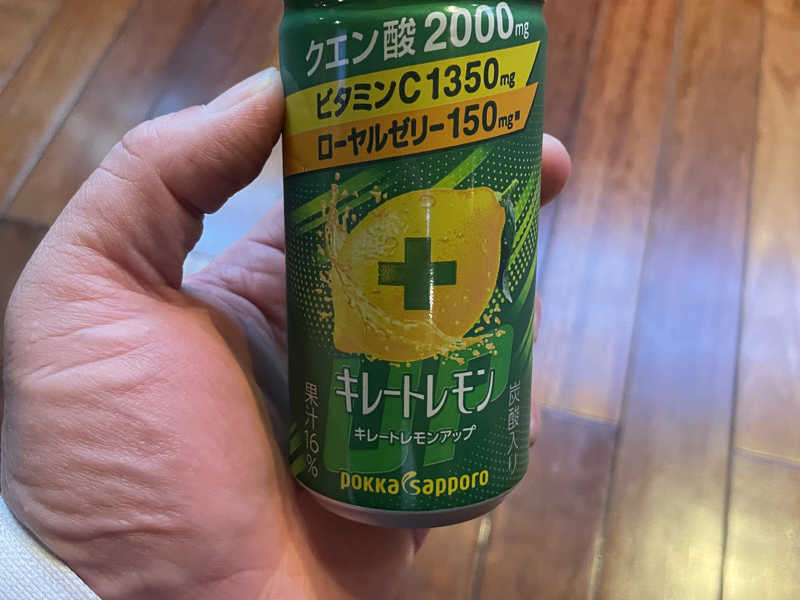 クエン酸2000mg
ビタミンC1350mg
ローヤルゼリー150mg
UP
キレートレモン
キレートレモンアップ
果汁16%
炭酸入り
pokka sapporo